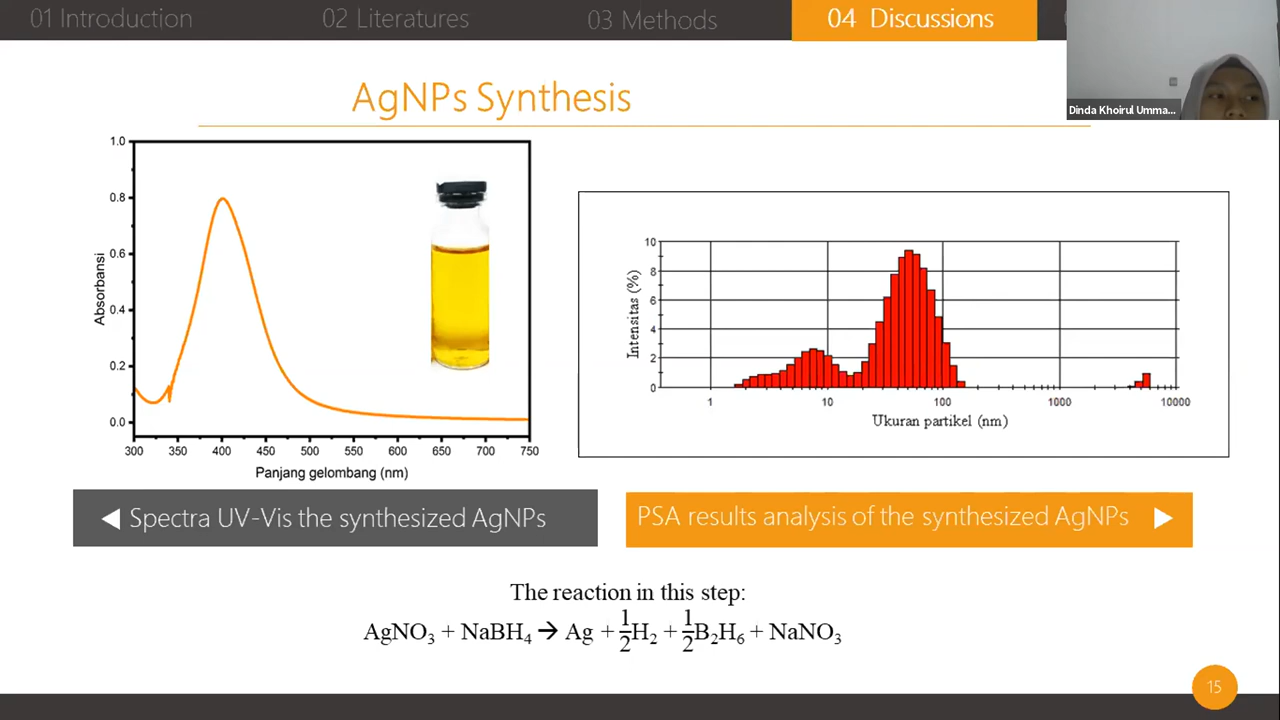 01 Introduction
02 Literatures
03 Methods
04 Discussions
Dinda Khoirul Umma...
AgNPs Synthesis
1.0
0.8
0.6
0.4
0.2
0.0
Absorbansi
300 350 400 450 500 550 600 650 700 750
Panjang gelombang (nm)
10
8
6
4
2
0
Intensitas (%)
1 10 100 1000 10000
Ukuran partikel (nm)
Spectra UV-Vis the synthesized AgNPs
PSA results analysis of the synthesized AgNPs
The reaction in this step:
AgNO₃ + NaBH₄ → Ag + 1/2 H₂ + 1/2 B₂H₆ + NaNO₃
15